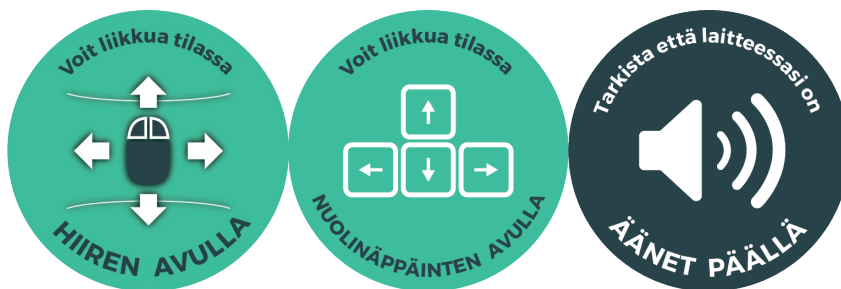 Voit liikkua tilassa
HIIREN AVULLA
Voit liikkua tilassa
NUOLINÄPPÄINTEN AVULLA
Tarkista että laitteessasi on
ÄÄNET PÄÄLLÄ